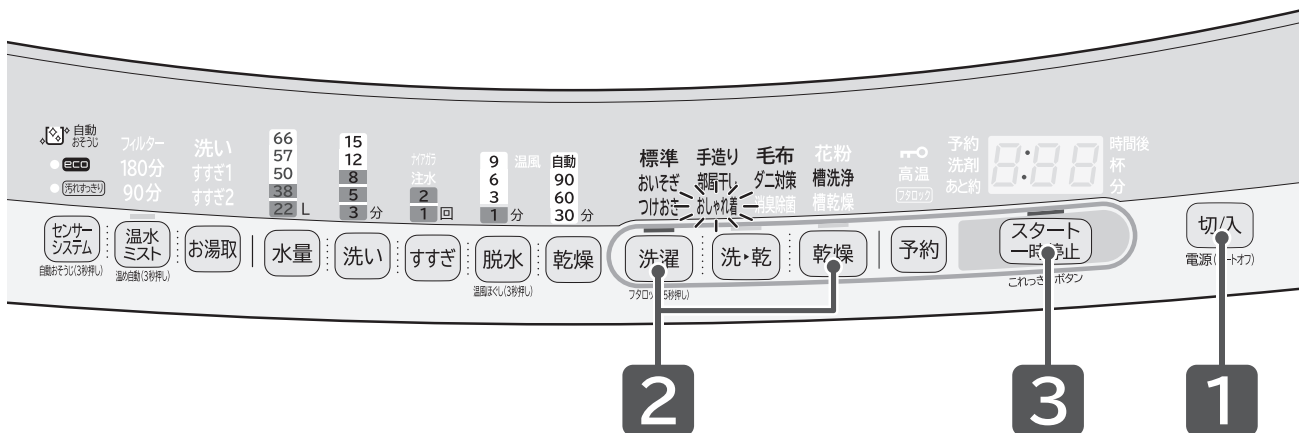 自動
おそうじ
eco
汚れすっきり
フィルター
180分
90分
洗い
すすぎ1
すすぎ2
66
57
50
38
22 L
15
12
8
5
3 分
ナイアガラ
注水
2
1 回
9 温風
6
3
1 分
自動
90
60
30 分
標準 手造り 毛布 花粉
おいそぎ 部屋干し ダニ対策 槽洗浄
つけおき おしゃれ着 消臭除菌 槽乾燥
高温
フタロック
予約
洗剤
あと約
8:88
時間後
杯
分
センサー
システム
自動おそうじ(3秒押し)
温水
ミスト
温め自動(3秒押し)
お湯取
水量
洗い
すすぎ
脱水
温風ほぐし(3秒押し)
乾燥
洗濯
フタロック(5秒押し)
洗・乾
乾燥
予約
スタート
一時停止
これっきりボタン
切/入
電源(オートオフ)
2
3
1